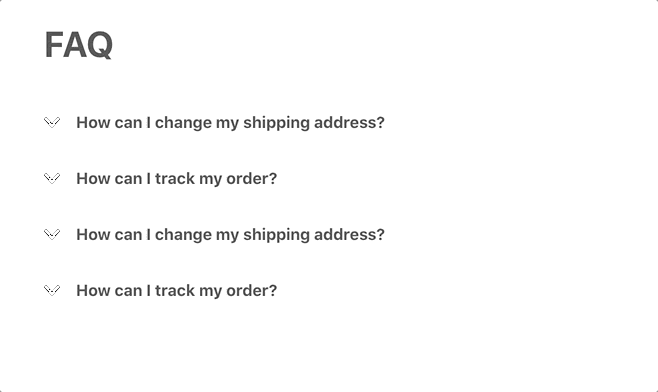 FAQ
How can I change my shipping address?
How can I track my order?
How can I change my shipping address?
How can I track my order?